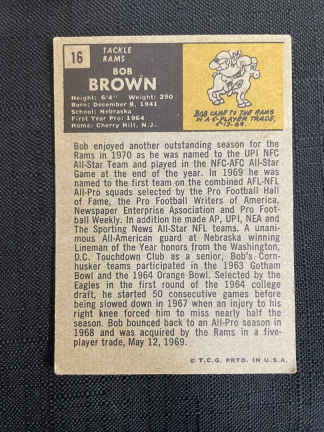 16
TACKLE
RAMS
BOB
BROWN
Height: 6'4" Weight: 290
Born: December 8, 1941
School: Nebraska
First Year Pro: 1964
Home: Cherry Hill, N.J.
BOB CAME TO THE RAMS
IN A 5-PLAYER TRADE,
5-12-69.
Bob enjoyed another outstanding season for
the Rams in 1970 as he was named to the UPI NFC
All-Star Team and played in the NFC-AFC All-Star
Game at the end of the year. In 1969 he was
named to the first team on the combined AFL-NFL
All-Pro squads selected by the Pro Football Hall
of Fame, the Pro Football Writers of America,
Newspaper Enterprise Association and Pro Foot-
ball Weekly. In addition he made AP, UPI, NEA and
The Sporting News All-Star NFL teams. A unani-
mous All-American guard at Nebraska winning
Lineman of the Year honors from the Washington,
D.C. Touchdown Club as a senior, Bob's Corn-
husker teams participated in the 1963 Gotham
Bowl and the 1964 Orange Bowl. Selected by the
Eagles in the first round of the 1964 college
draft, he started 50 consecutive games before
being slowed down in 1967 when an injury to his
right knee forced him to miss nearly half the
season. Bob bounced back to an All-Pro season in
1968 and was acquired by the Rams in a five-
player trade, May 12, 1969.
© T.C.G. PRTD. IN U.S.A.